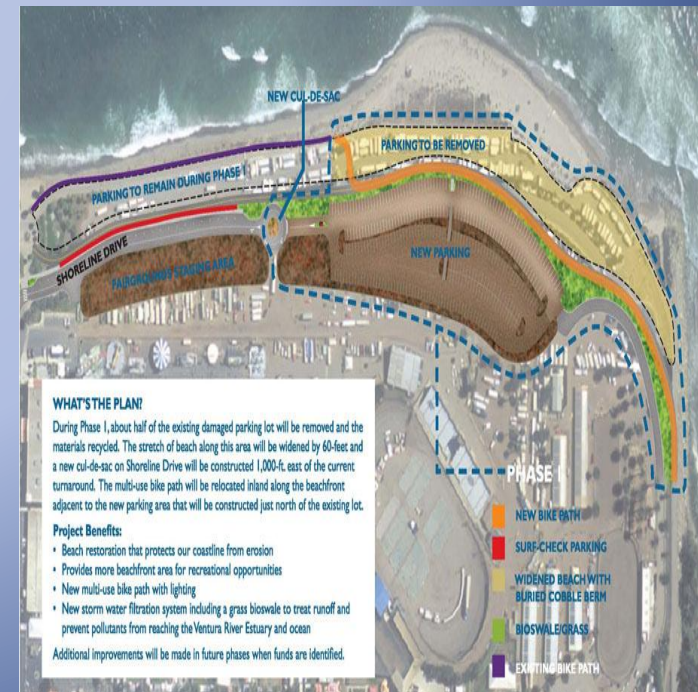 NEW CUL-DE-SAC
PARKING TO BE REMOVED
PARKING TO REMAIN DURING PHASE I
SHORELINE DRIVE
FAIRGROUNDS STAGING AREA
NEW PARKING
WHAT'S THE PLAN?
During Phase 1, about half of the existing damaged parking lot will be removed and the
materials recycled. The stretch of beach along this area will be widened by 60-feet and
a new cul-de-sac on Shoreline Drive will be constructed 1,000-ft. east of the current
turnaround. The multi-use bike path will be relocated inland along the beachfront
adjacent to the new parking area that will be constructed just north of the existing lot.
Project Benefits:
• Beach restoration that protects our coastline from erosion
• Provides more beachfront area for recreational opportunities
• New multi-use bike path with lighting
• New storm water filtration system including a grass bioswale to treat runoff and
prevent pollutants from reaching the Ventura River Estuary and ocean
Additional improvements will be made in future phases when funds are identified.
PHASE I
NEW BIKE PATH
SURF-CHECK PARKING
WIDENED BEACH WITH
BURIED COBBLE BERM
BIOSWALE/GRASS
EXISTING BIKE PATH